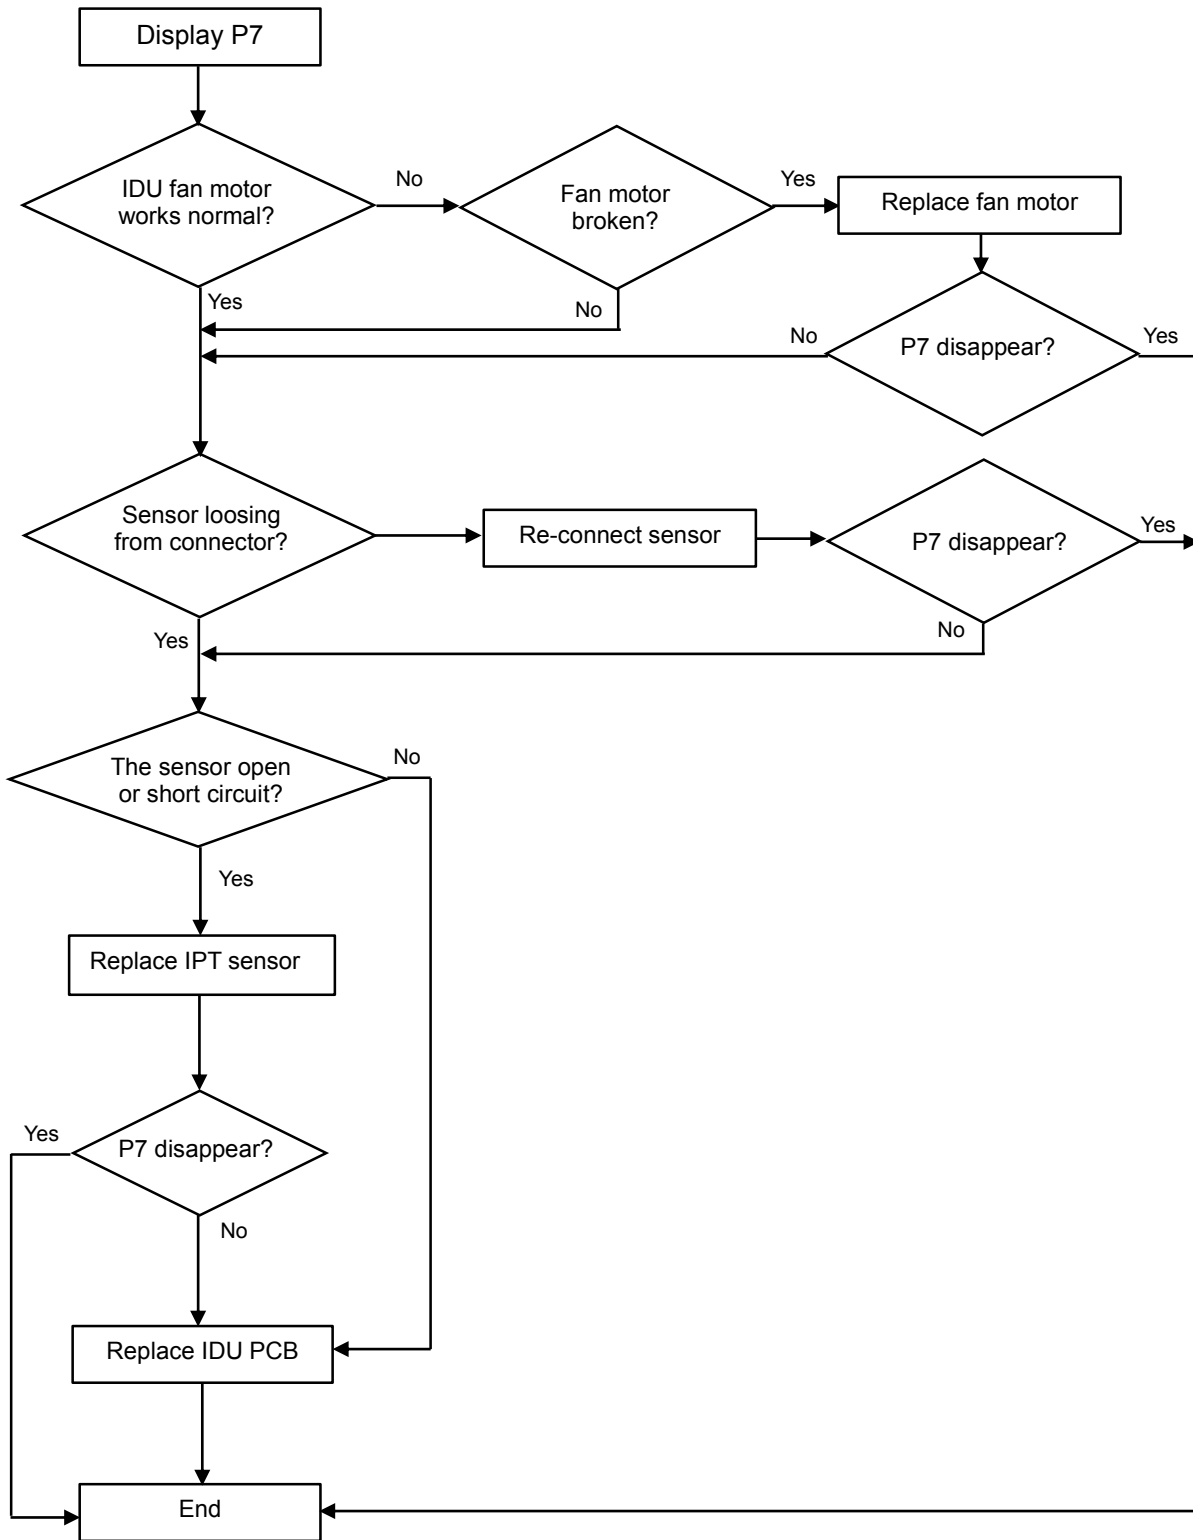 Display P7
IDU fan motor
works normal?
No
Fan motor
broken?
Yes
Replace fan motor
Yes
No
No
P7 disappear?
Yes
Sensor loosing
from connector?
Re-connect sensor
P7 disappear?
Yes
Yes
No
The sensor open
or short circuit?
No
Yes
Replace IPT sensor
Yes
P7 disappear?
No
Replace IDU PCB
End